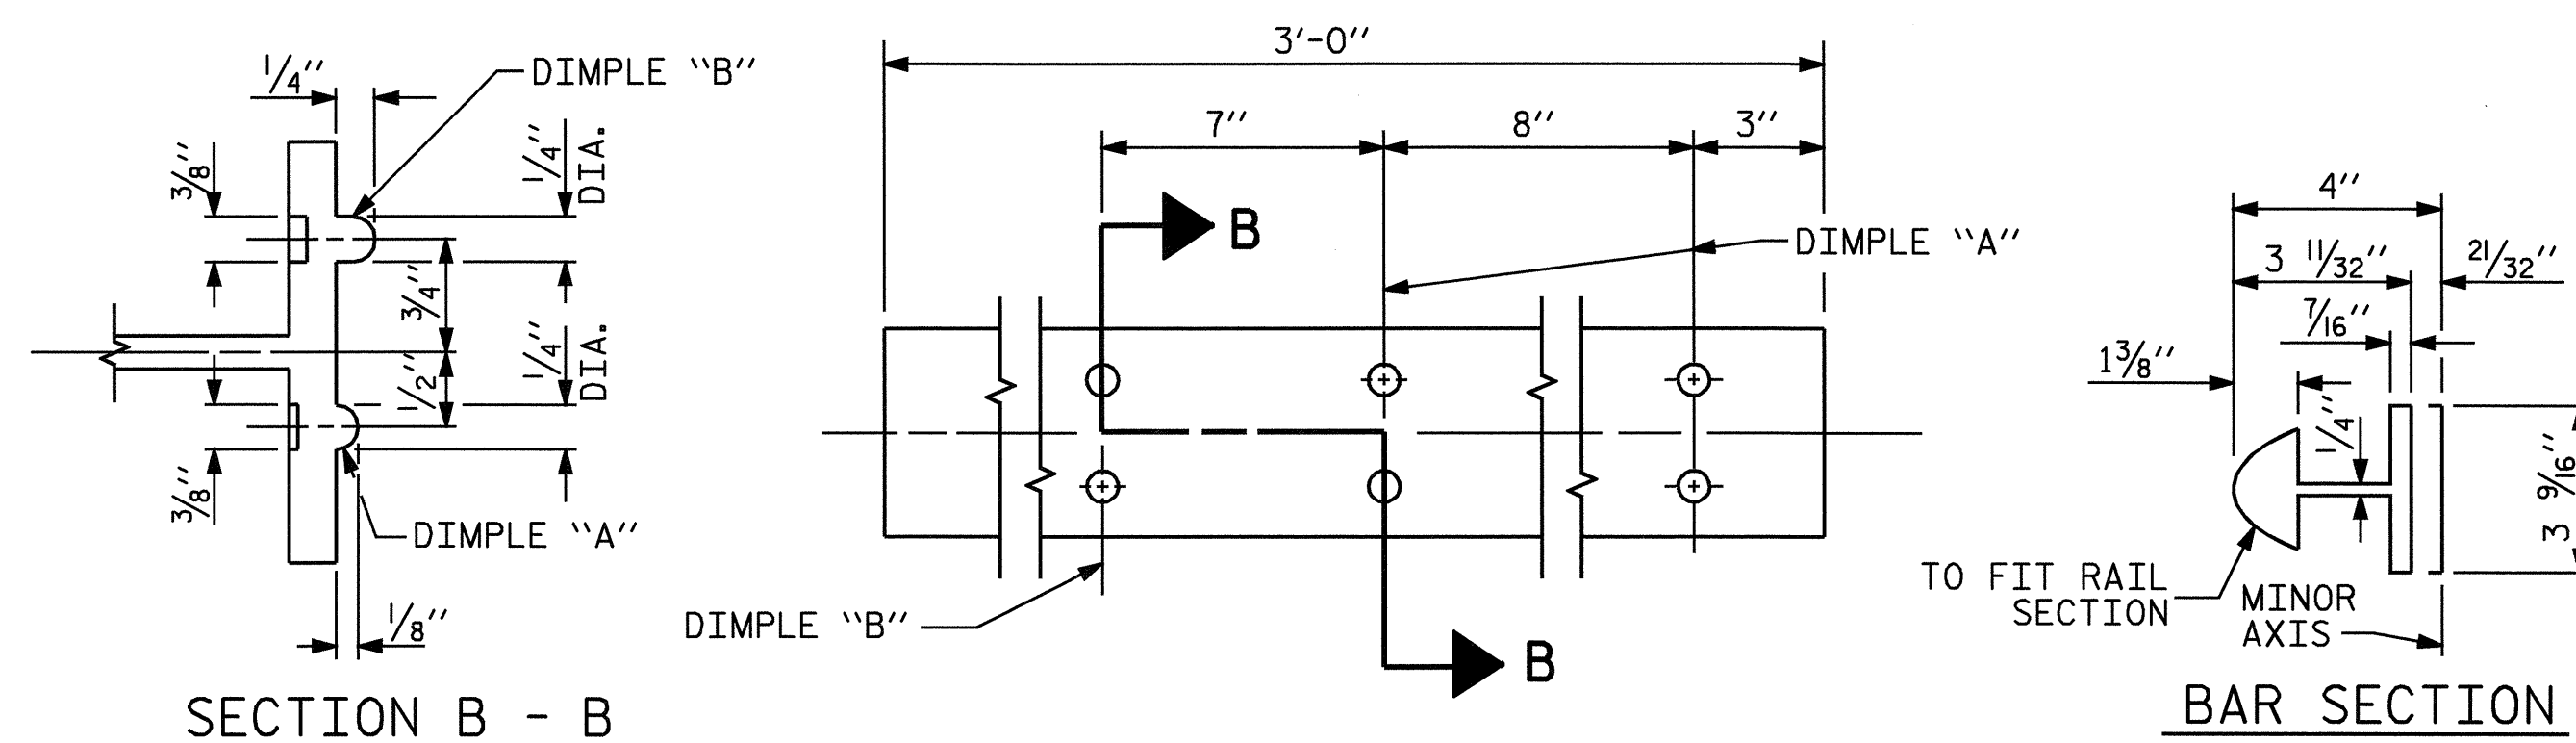 1/4"
DIMPLE "B"
3/8"
1/4" DIA.
3/4"
1/2"
1/4" DIA.
3/8"
DIMPLE "A"
1/8"
SECTION B - B
3'-0"
7"
8"
3"
B
DIMPLE "A"
DIMPLE "B"
B
4"
3 11/32"
21/32"
7/16"
1 3/8"
1/4"
3 9/16"
TO FIT RAIL
SECTION
MINOR
AXIS
BAR SECTION